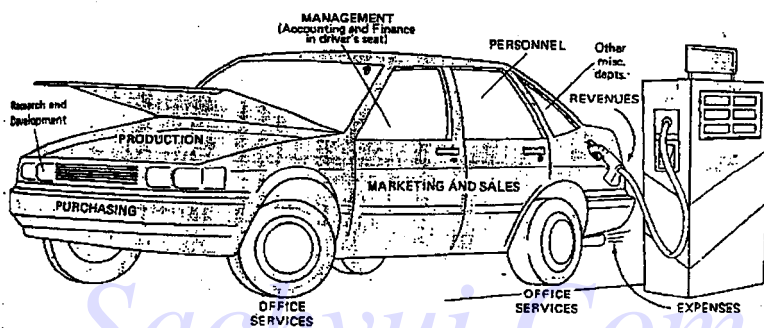 MANAGEMENT
(Accounting and Finance
in driver's seat)
PERSONNEL
Other
misc.
depts.
REVENUES
Research and
Development
PRODUCTION
MARKETING AND SALES
PURCHASING
OFFICE
SERVICES
OFFICE
SERVICES
EXPENSES